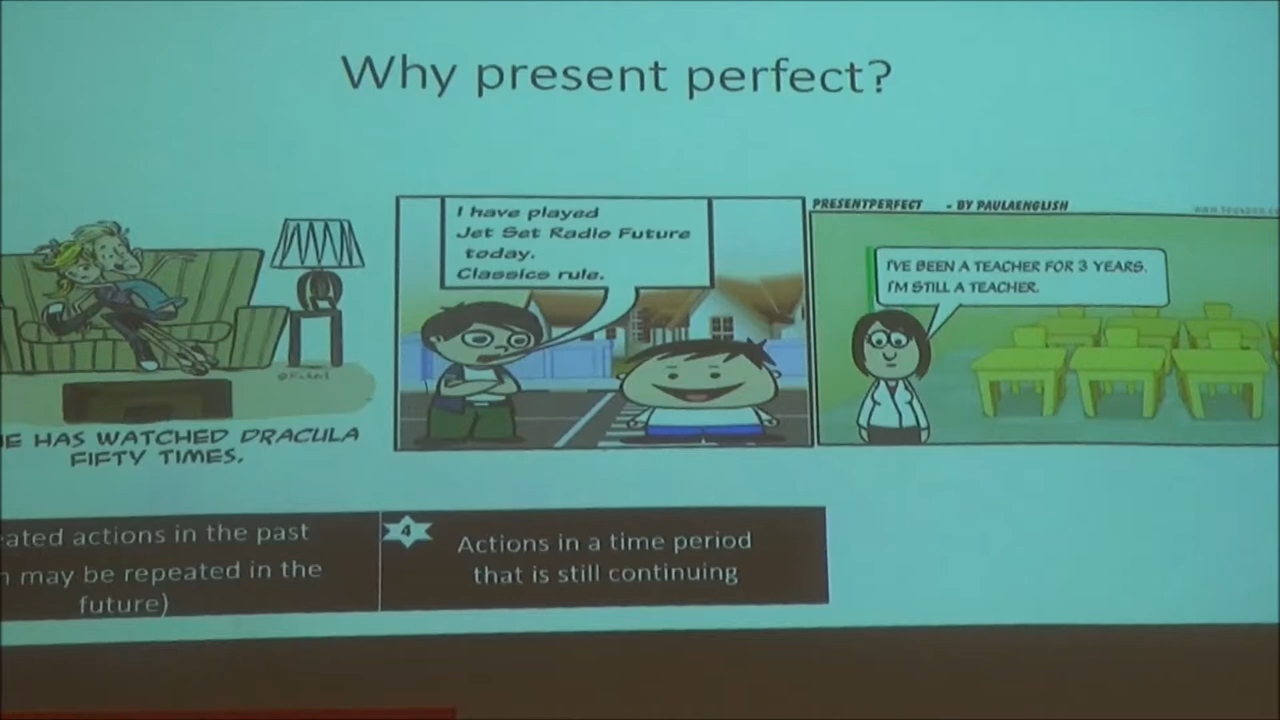 Why present perfect?
I have played
Jet Set Radio Future
today.
Classics rule.
PRESENTPERFECT - BY PAULAENGLISH
I'VE BEEN A TEACHER FOR 3 YEARS.
I'M STILL A TEACHER.
HAS WATCHED DRACULA
FIFTY TIMES.
actions in the past
may be repeated in the
future)
4
Actions in a time period
that is still continuing